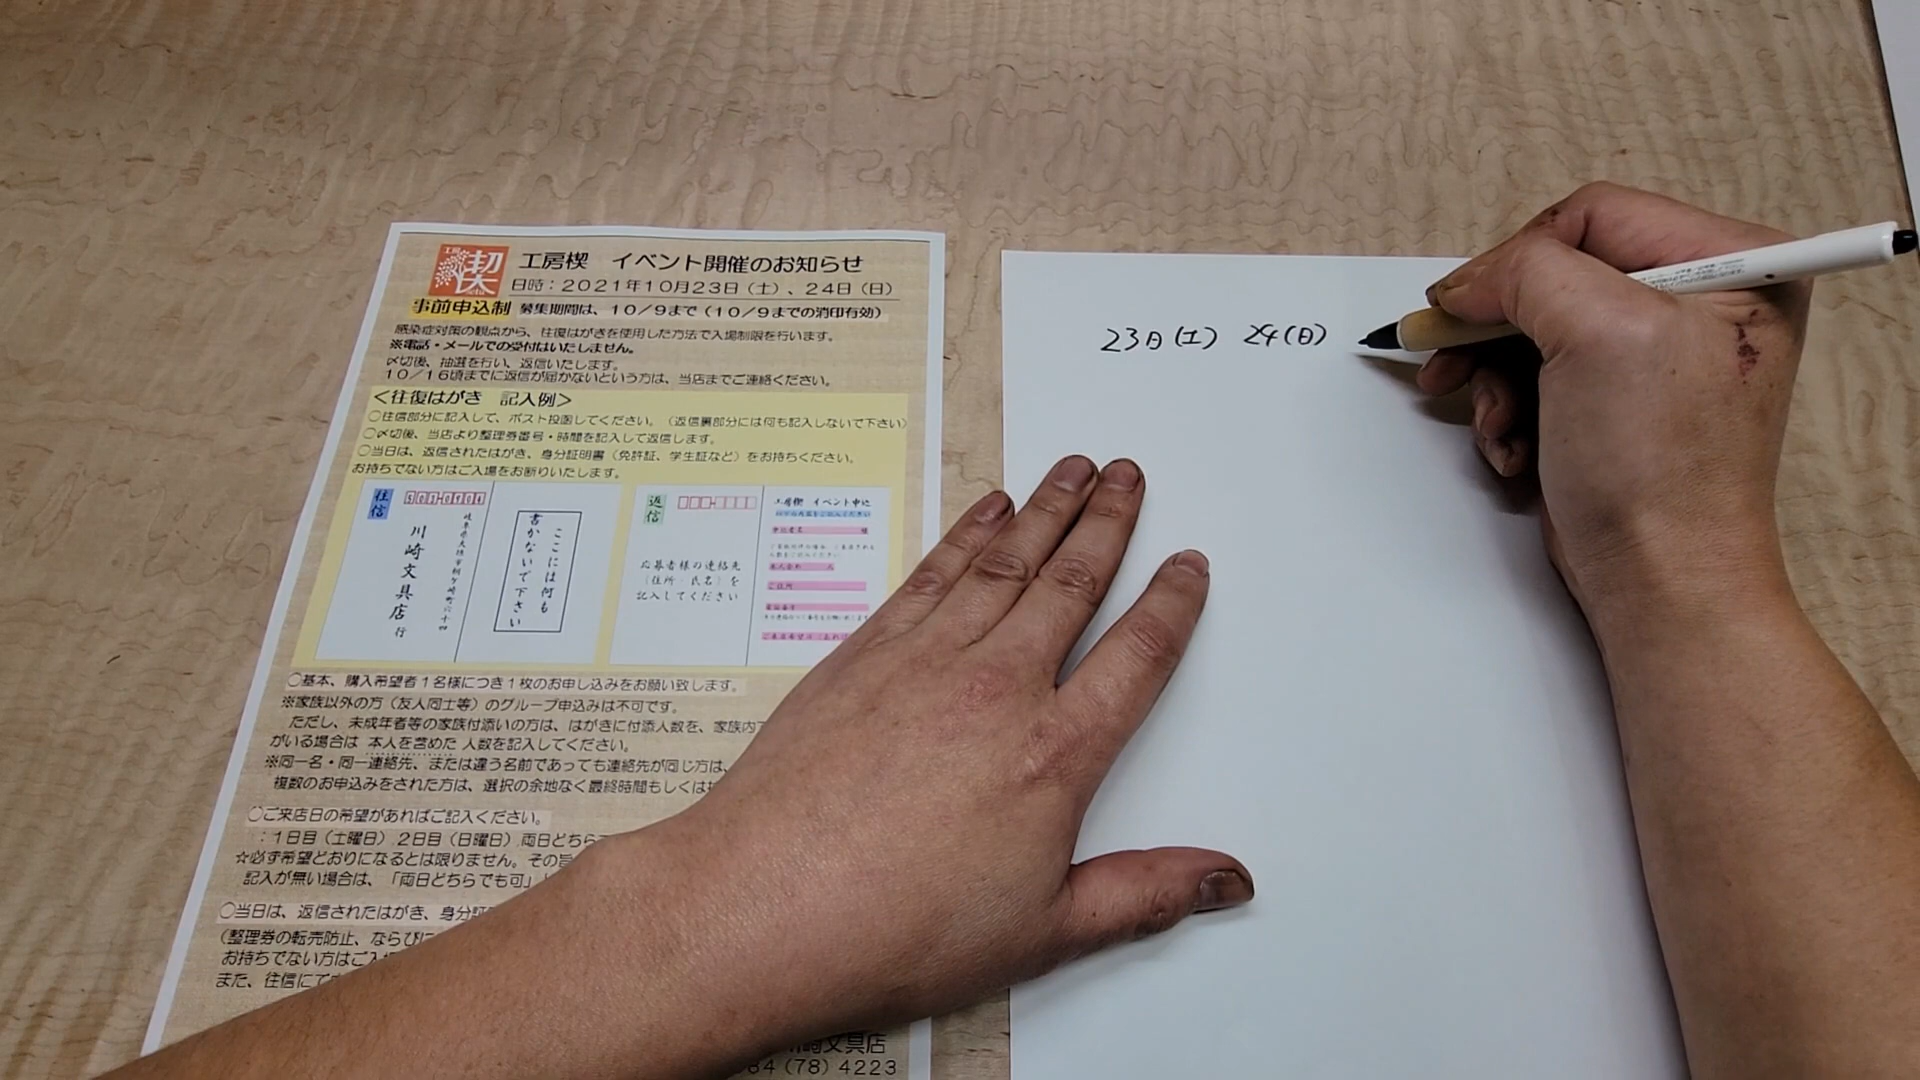 工房
楔
工房楔 イベント開催のお知らせ
日時：2021年10月23日（土）、24日（日）
事前申込制 募集期間は、10／9まで（10／9までの消印有効）
感染症対策の観点から、往復はがきを使用した方法で入場制限を行います。
※電話・メールでの受付はいたしません。
〆切後、抽選を行い、返信いたします。
10／16頃までに返信が届かないという方は、当店までご連絡ください。
＜往復はがき 記入例＞
○往信部分に記入して、ポスト投函してください。（返信裏部分には何も記入しないで下さい）
○〆切後、当店より整理券番号・時間を記入して返信します。
○当日は、返信されたはがき、身分証明書（免許証、学生証など）をお持ちください。
お持ちでない方はご入場をお断りいたします。
往信
川崎文具店 行
ここには何も
書かないで下さい
返信
応募者様の連絡先
（住所・氏名）を
記入してください
工房楔 イベント申込
ご住所
○基本、購入希望者１名様につき１枚のお申し込みをお願い致します。
※家族以外の方（友人同士等）のグループ申込みは不可です。
ただし、未成年者等の家族付添いの方は、はがきに付添人数を、家族内
がいる場合は 本人を含めた 人数を記入してください。
※同一名・同一連絡先、または違う名前であっても連絡先が同じ方は、
複数のお申込みをされた方は、選択の余地なく最終時間もしくは
○ご来店日の希望があればご記入ください。
：１日目（土曜日）２日目（日曜日）両日どちら
☆必ず希望どおりになるとは限りません。その旨
記入が無い場合は、「両日どちらでも可」
○当日は、返信されたはがき、身分証
（整理券の転売防止、ならびに
お持ちでない方はご入
また、往信にて
崎文具店
84（78）4223
23日（土） 24（日）